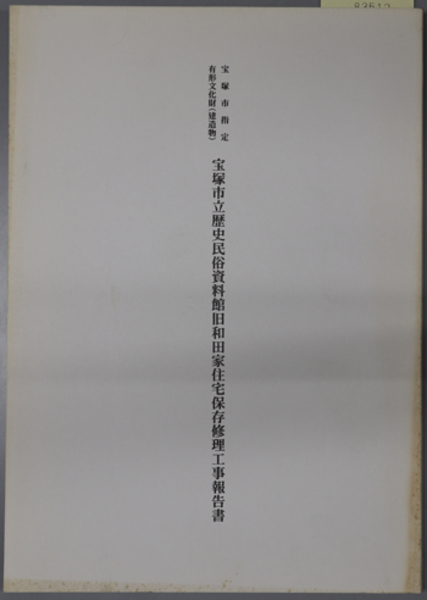 83512
宝塚市指定
有形文化財(建造物)
宝塚市立歴史民俗資料館旧和田家住宅保存修理工事報告書